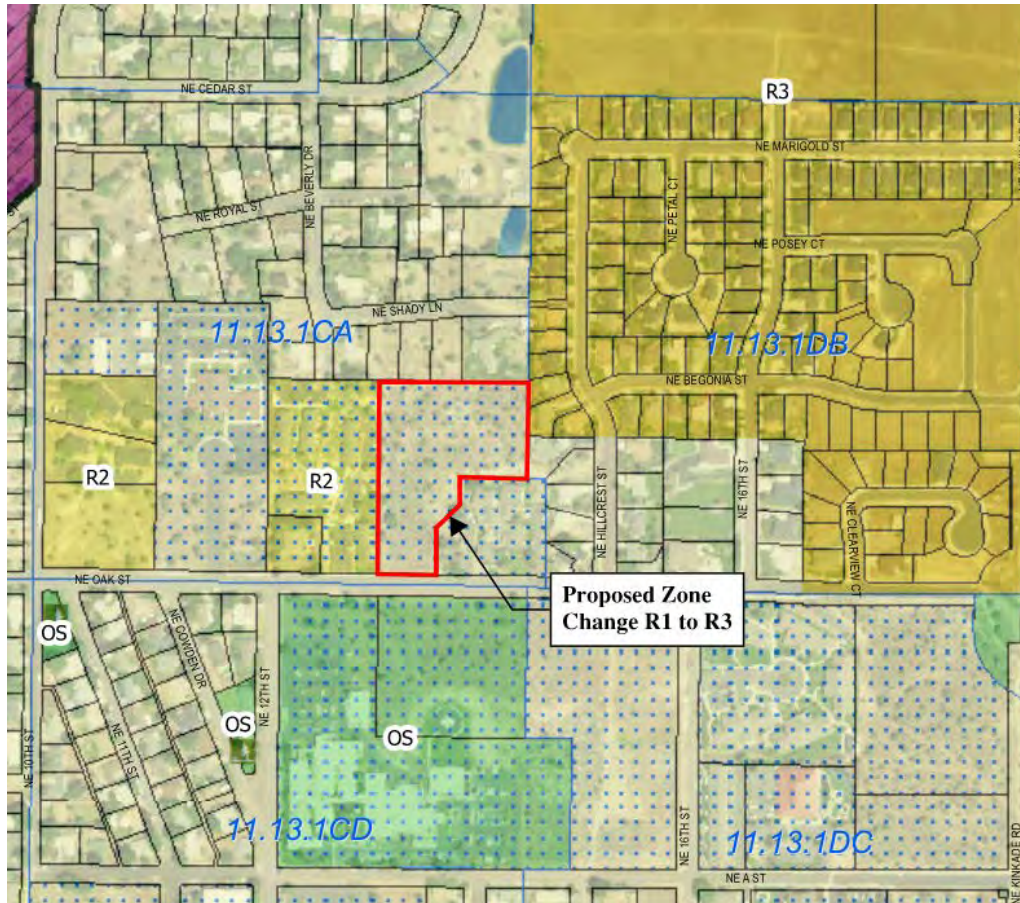 NE CEDAR ST
R3
NE MARIGOLD ST
NE BEVERLY DR
NE PETAL CT
NE ROYAL ST
NE POSEY CT
NE SHADY LN
11.13.1CA
11.13.1DB
NE BEGONIA ST
R2
R2
NE HILLCREST ST
NE 16TH ST
NE CLEARVIEW CT
NE OAK ST
Proposed Zone
Change R1 to R3
OS
NE COWDEN DR
NE 12TH ST
OS
OS
NE 10TH ST
NE 11TH ST
11.13.1CD
NE 16TH ST
11.13.1DC
NE A ST
NE KINKADE RD